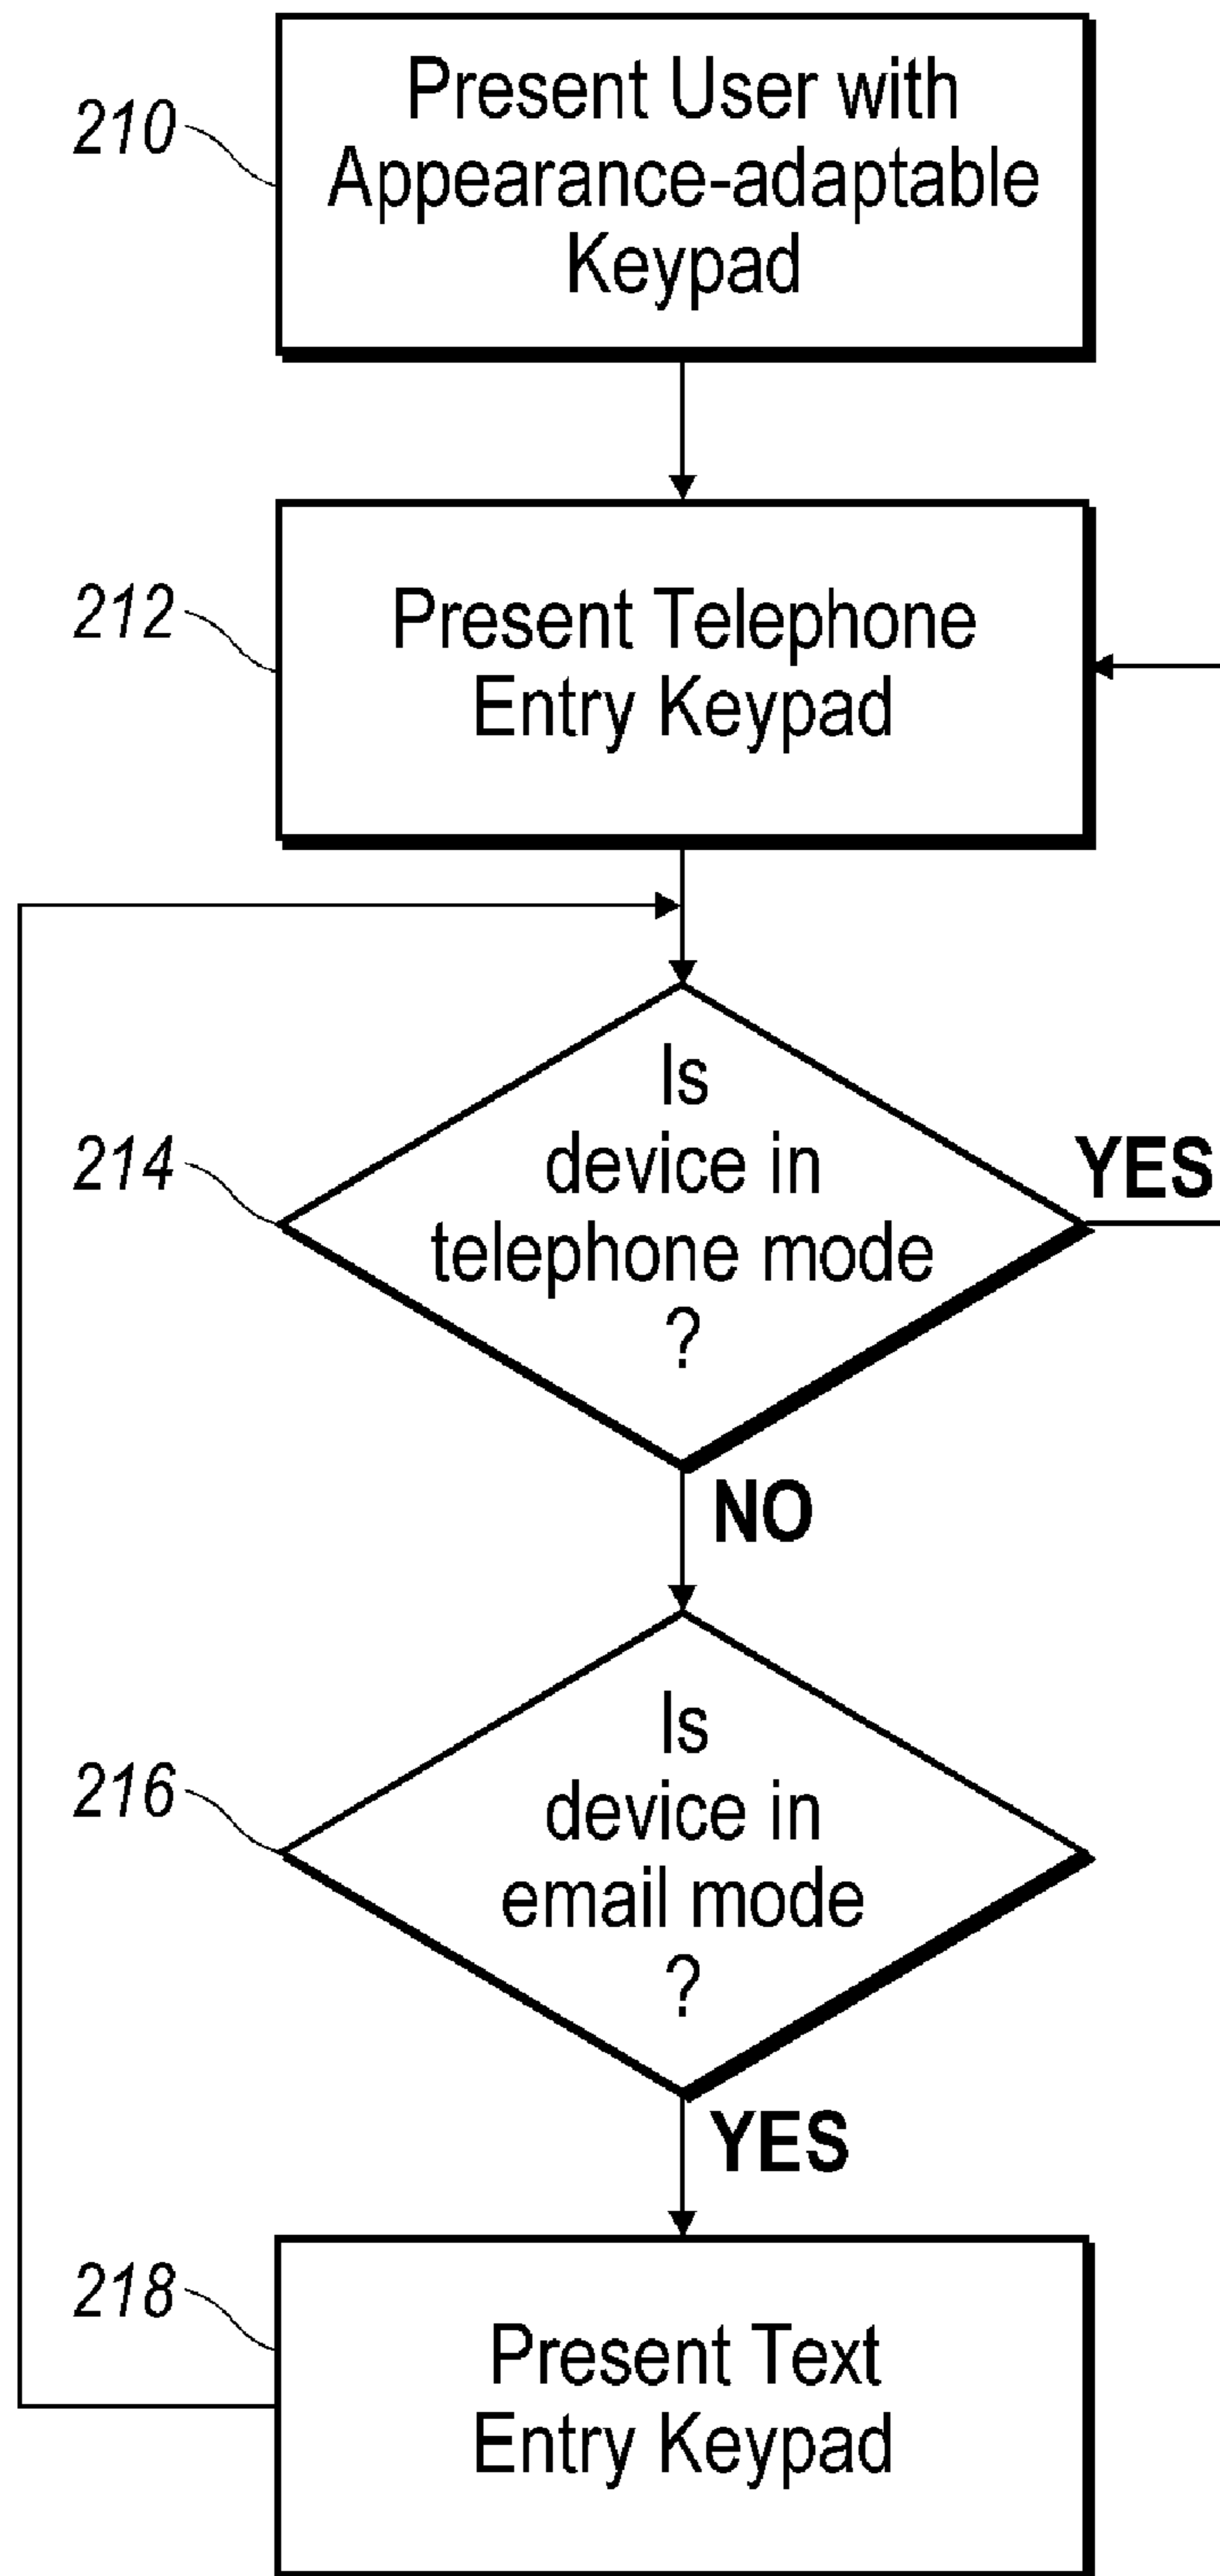 210
Present User with
Appearance-adaptable
Keypad
212
Present Telephone
Entry Keypad
214
Is
device in
telephone mode
?
YES
NO
216
Is
device in
email mode
?
YES
218
Present Text
Entry Keypad